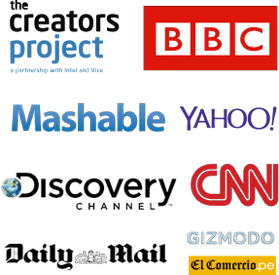 the
creators
project
a partnership with Intel and Vice
BBC
Mashable
YAHOO!
Discovery
CHANNEL™
CNN
GIZMODO
Daily Mail
El Comercio pe